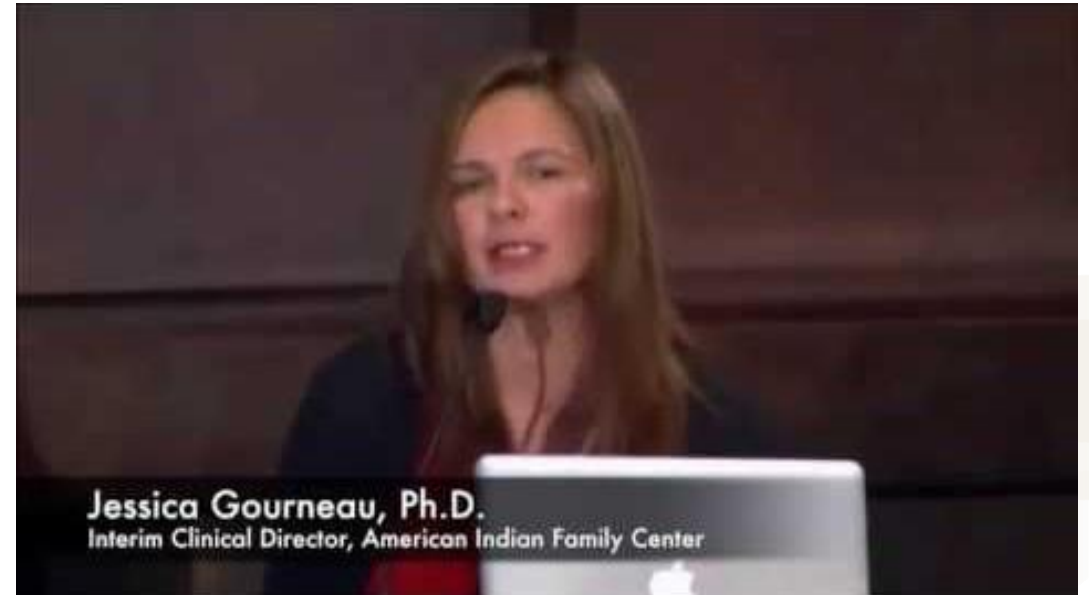 Jessica Gourneau, Ph.D.
Interim Clinical Director, American Indian Family Center